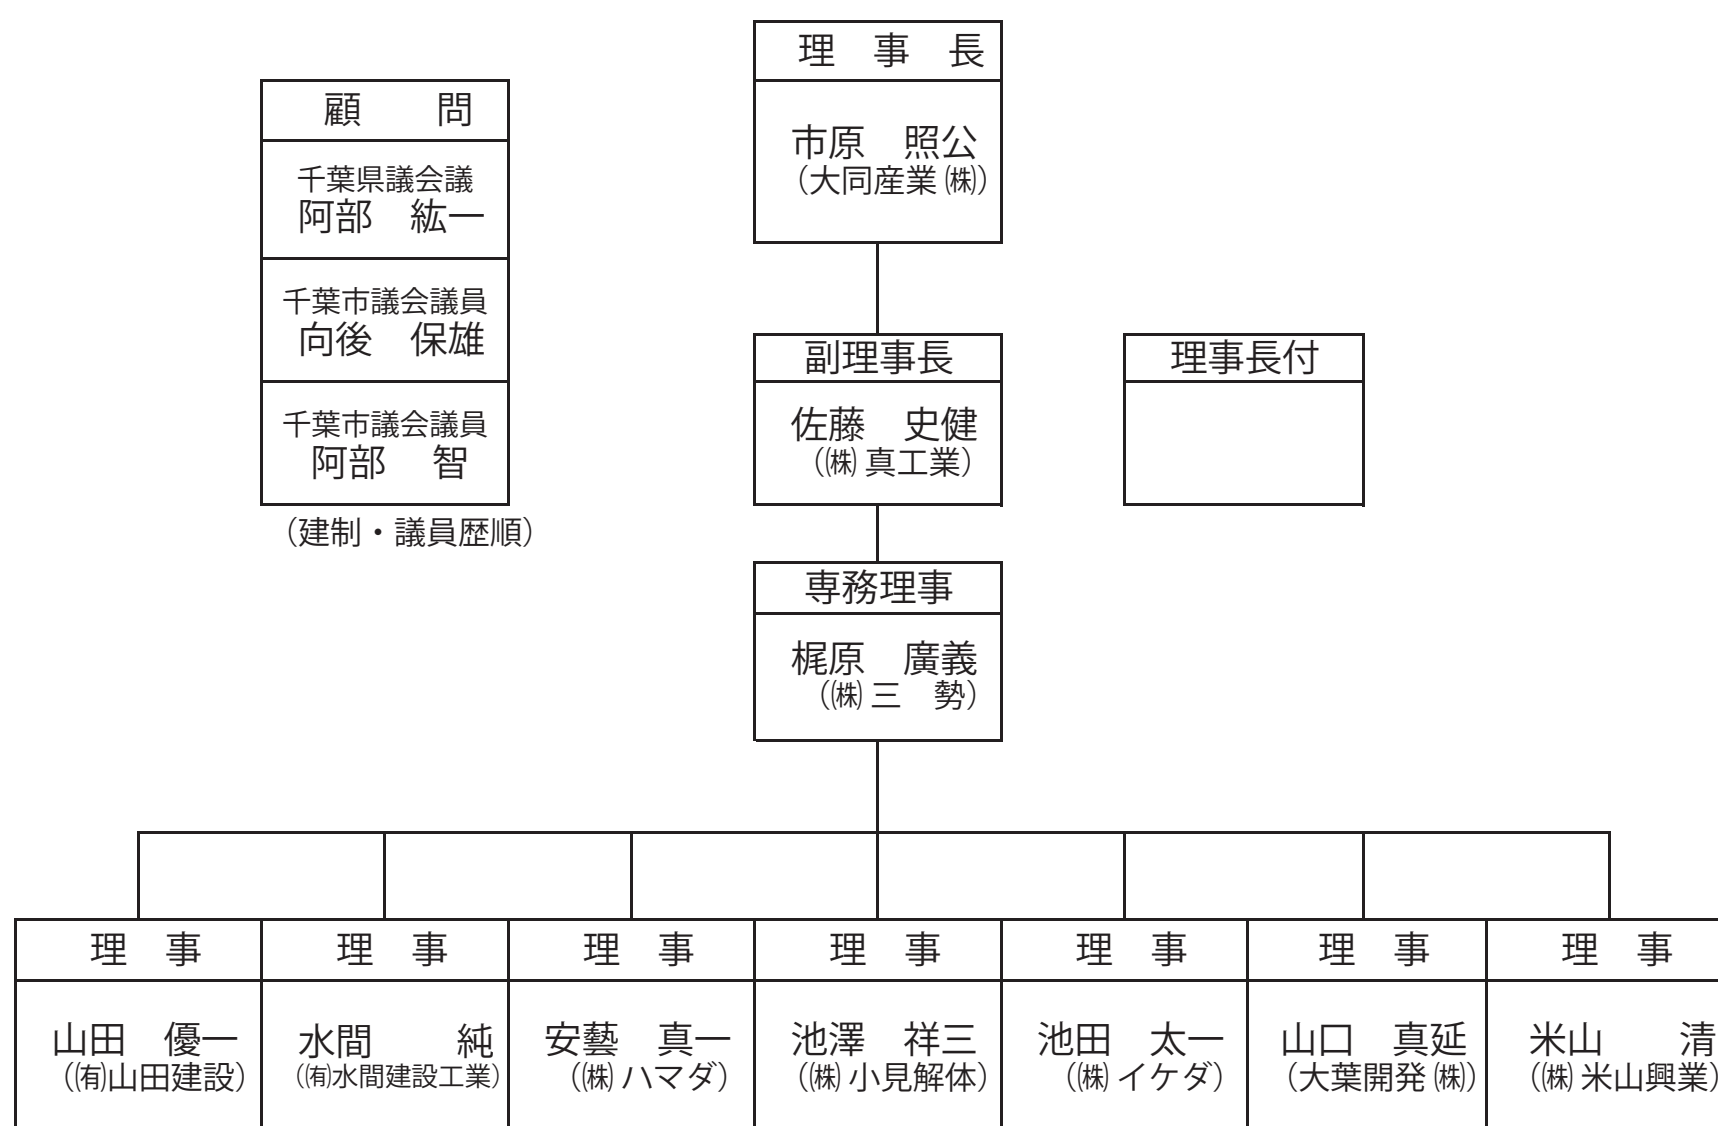 理　事　長
市原　照公
（大同産業㈱）
顧　　問
千葉県議会議
阿部　紘一
千葉市議会議員
向後　保雄
千葉市議会議員
阿部　智
（建制・議員歴順）
副理事長
佐藤　史健
（㈱真工業）
理事長付
専務理事
梶原　廣義
（㈱三　勢）
理　事
山田　優一
（㈲山田建設）
理　事
水間　　純
（㈲水間建設工業）
理　事
安藝　真一
（㈱ハマダ）
理　事
池澤　祥三
（㈱小見解体）
理　事
池田　太一
（㈱イケダ）
理　事
山口　真延
（大葉開発㈱）
理　事
米山　　清
（㈱米山興業）